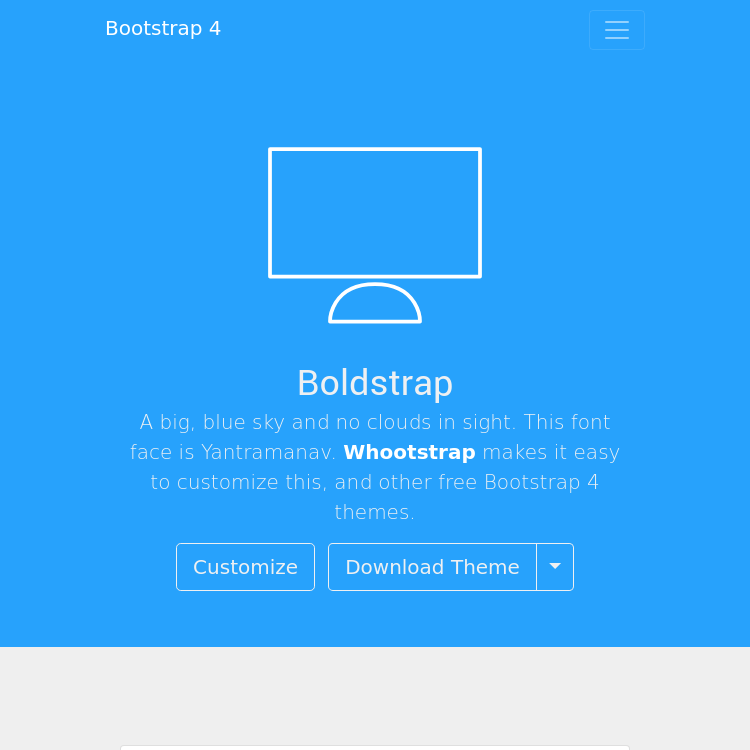 Bootstrap 4
Boldstrap
A big, blue sky and no clouds in sight. This font
face is Yantramanav. Whootstrap makes it easy
to customize this, and other free Bootstrap 4
themes.
Customize
Download Theme